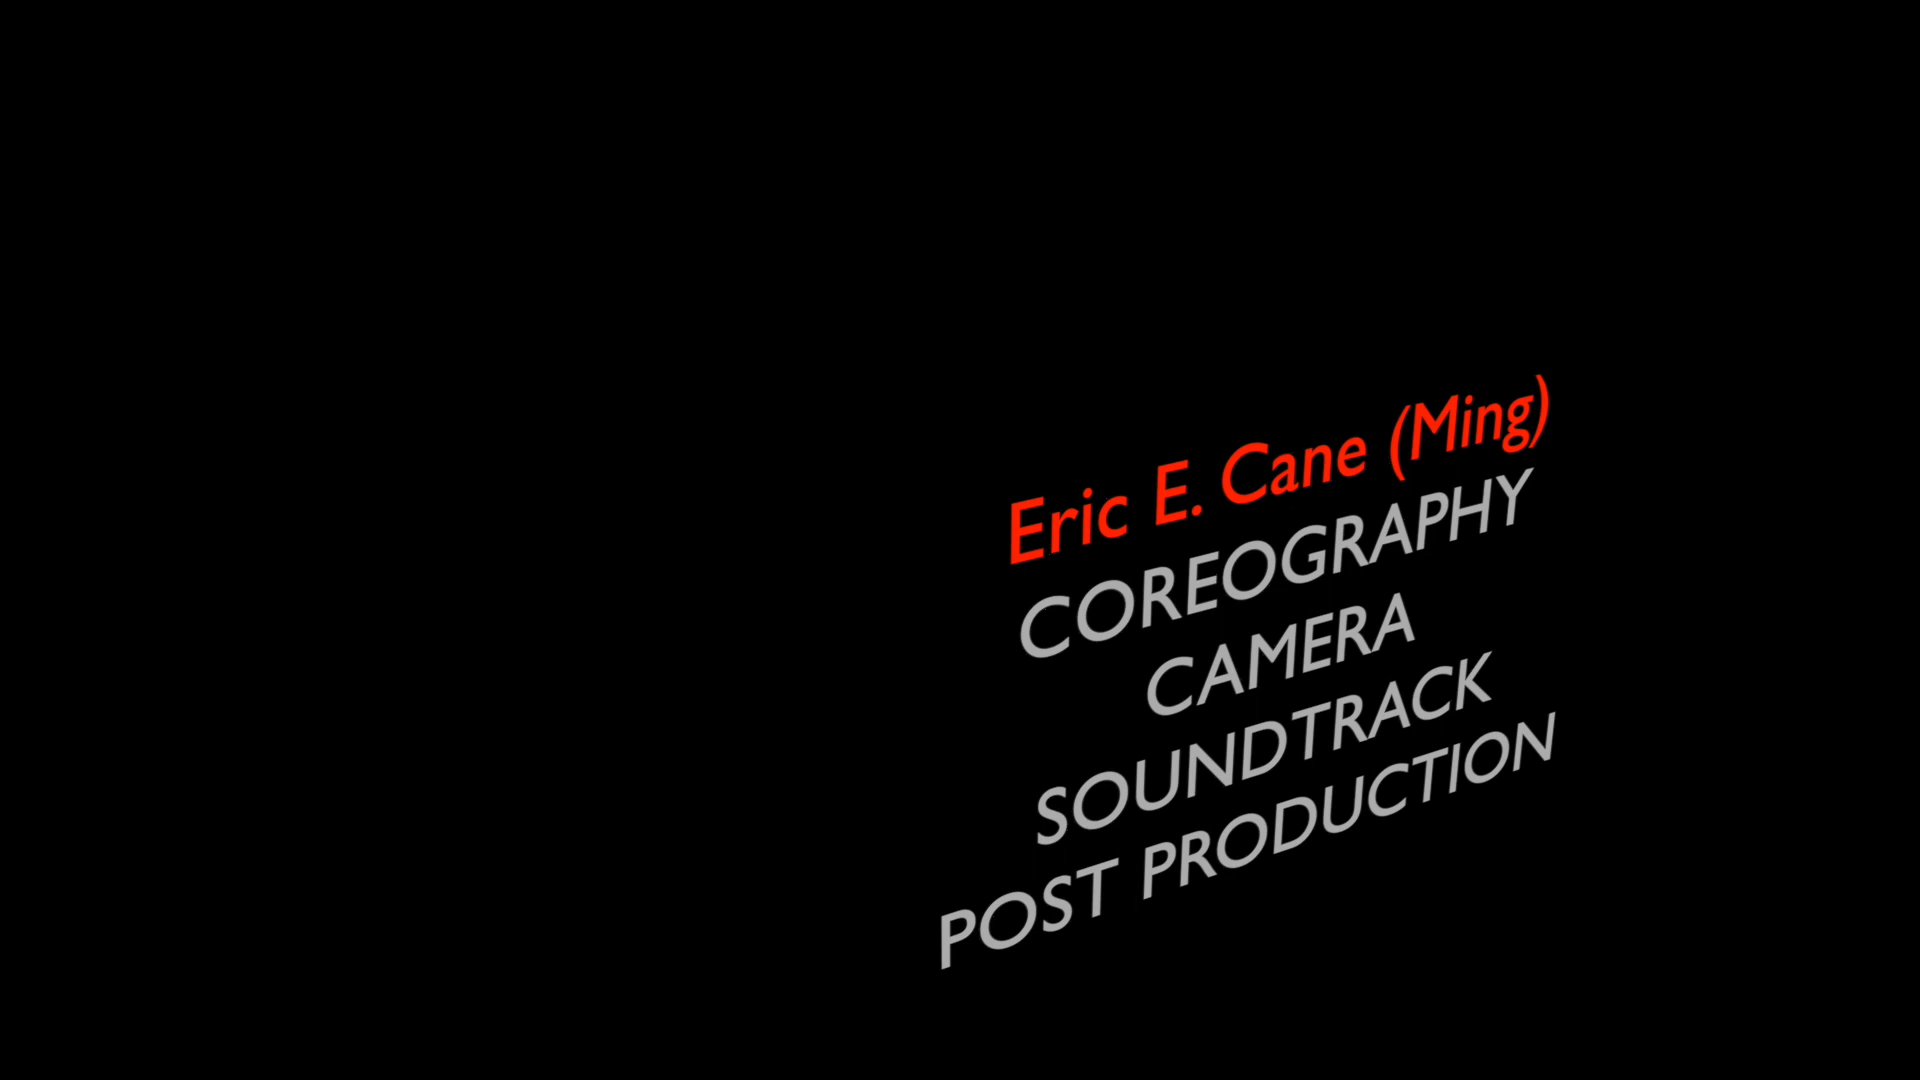 Eric E. Cane (Ming)
COREOGRAPHY
CAMERA
SOUNDTRACK
POST PRODUCTION